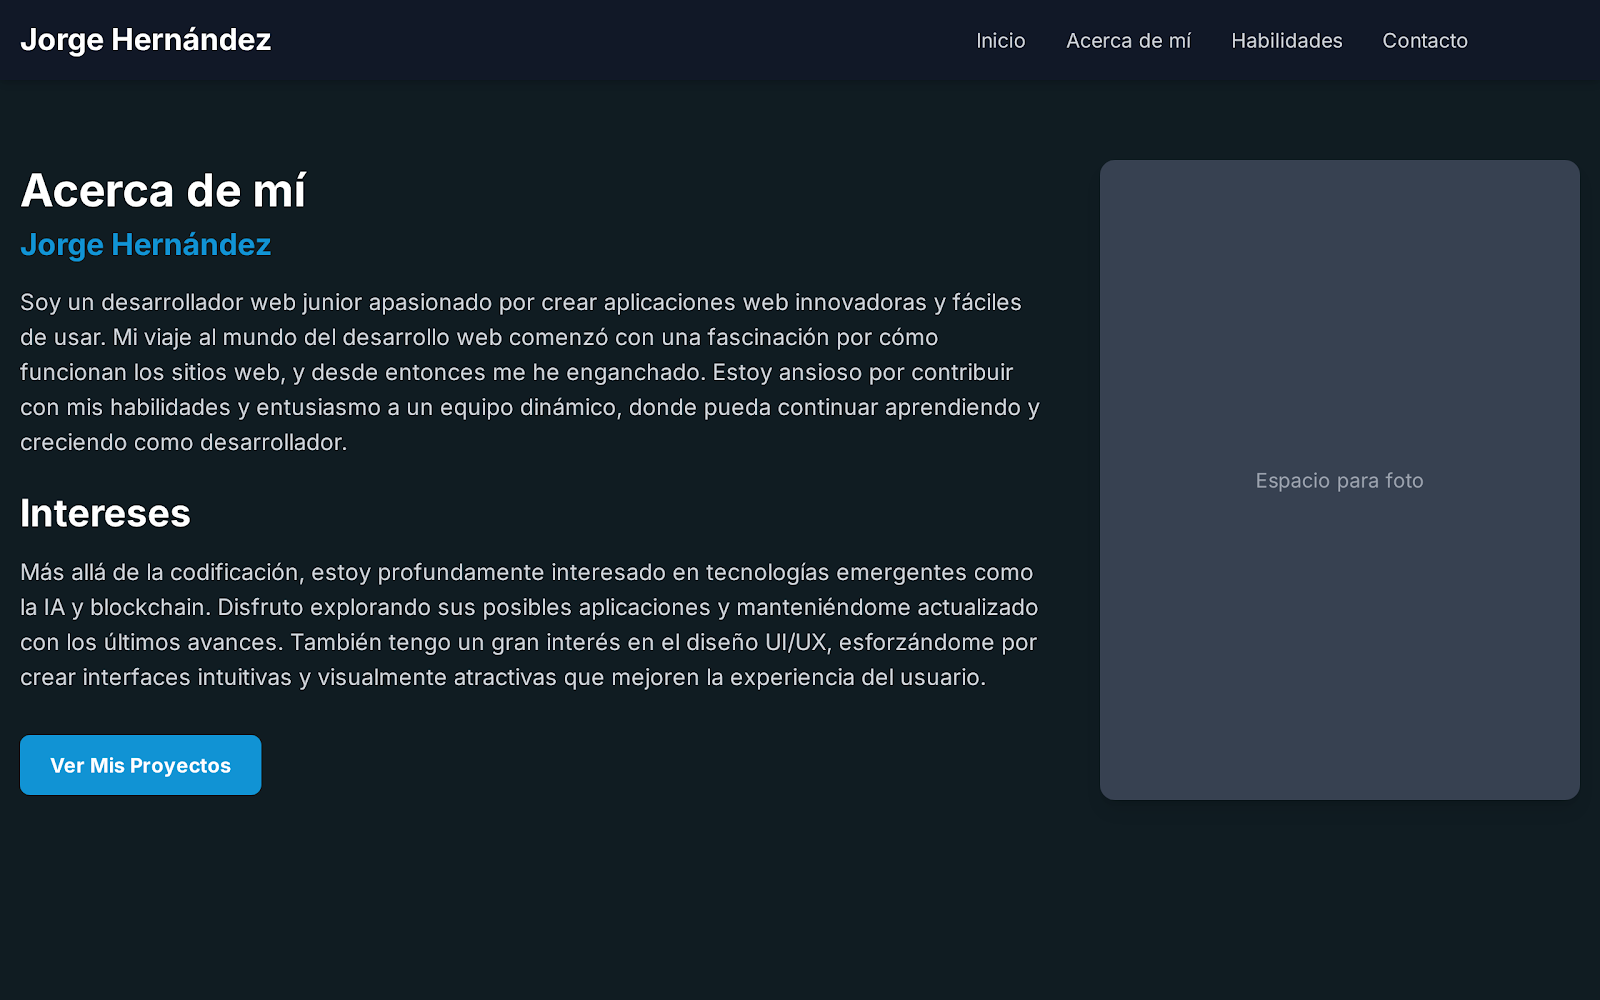 Jorge Hernández
Inicio
Acerca de mí
Habilidades
Contacto
Acerca de mí
Jorge Hernández
Soy un desarrollador web junior apasionado por crear aplicaciones web innovadoras y fáciles
de usar. Mi viaje al mundo del desarrollo web comenzó con una fascinación por cómo
funcionan los sitios web, y desde entonces me he enganchado. Estoy ansioso por contribuir
con mis habilidades y entusiasmo a un equipo dinámico, donde pueda continuar aprendiendo y
creciendo como desarrollador.
Intereses
Más allá de la codificación, estoy profundamente interesado en tecnologías emergentes como
la IA y blockchain. Disfruto explorando sus posibles aplicaciones y manteniéndome actualizado
con los últimos avances. También tengo un gran interés en el diseño UI/UX, esforzándome por
crear interfaces intuitivas y visualmente atractivas que mejoren la experiencia del usuario.
Ver Mis Proyectos
Espacio para foto